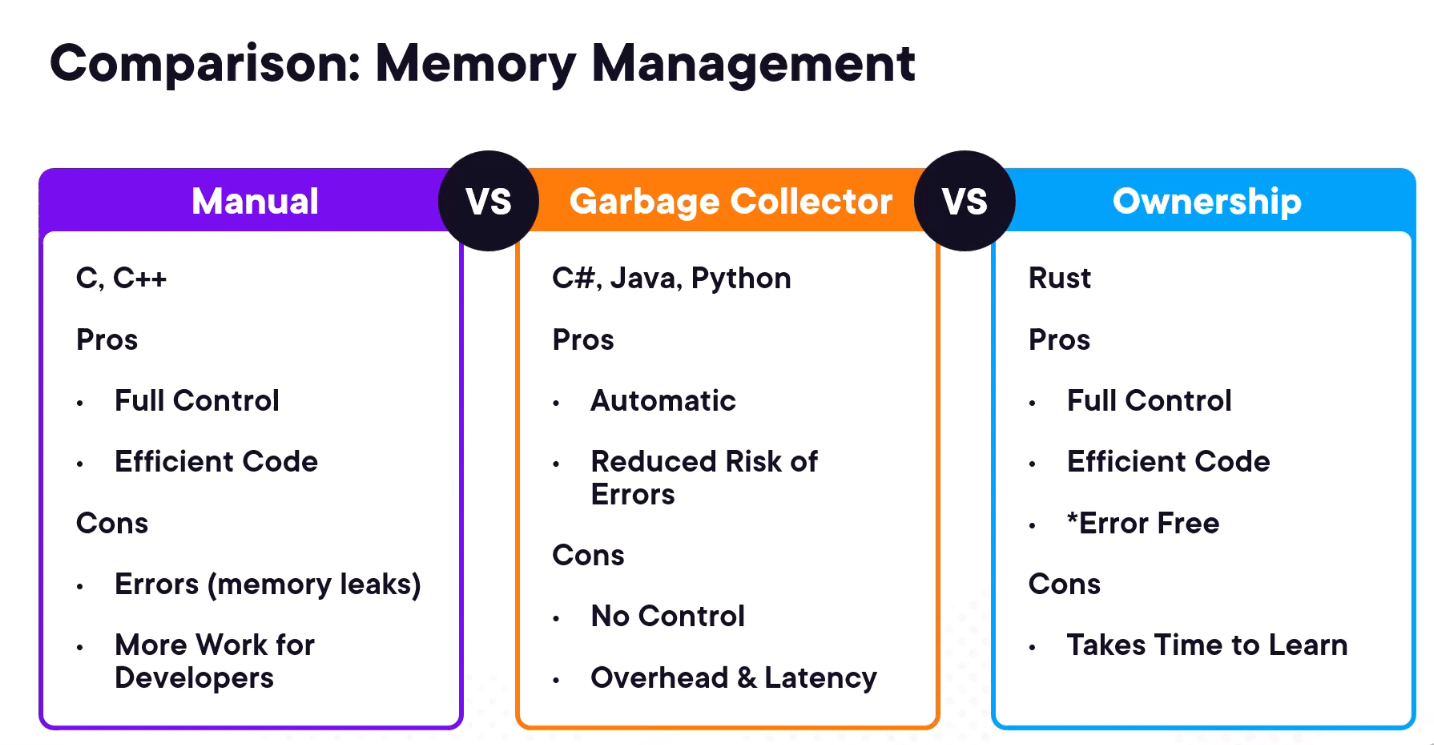 Comparison: Memory Management
Manual
VS
Garbage Collector
VS
Ownership
C, C++
Pros
• Full Control
• Efficient Code
Cons
• Errors (memory leaks)
• More Work for
Developers
C#, Java, Python
Pros
• Automatic
• Reduced Risk of
Errors
Cons
• No Control
• Overhead & Latency
Rust
Pros
• Full Control
• Efficient Code
• *Error Free
Cons
• Takes Time to Learn